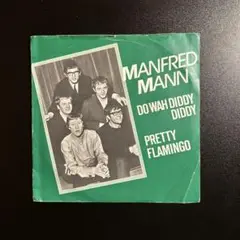 MANFRED
MANN
DO WAH DIDDY
DIDDY
PRETTY
FLAMINGO